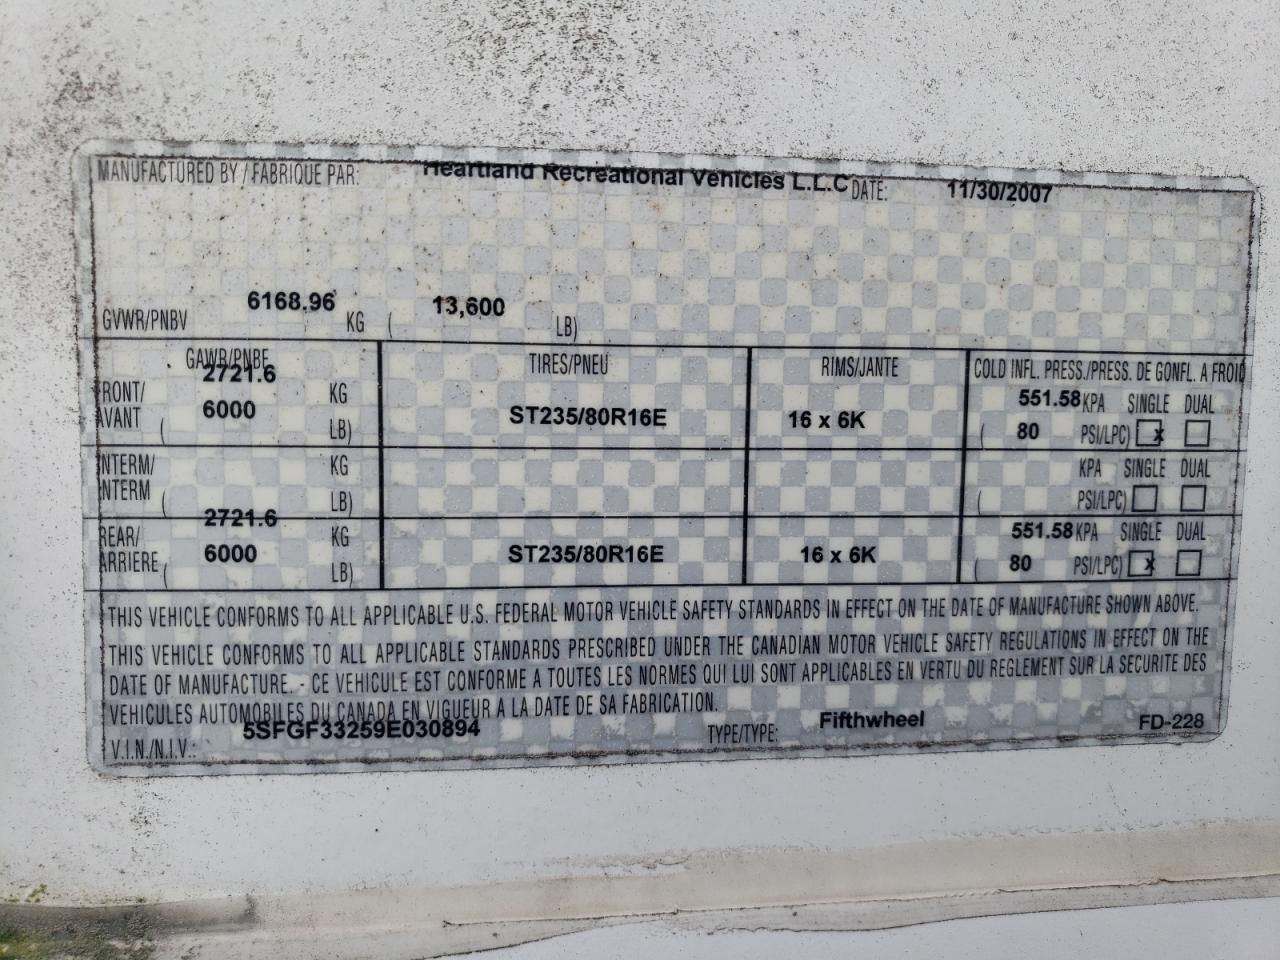 MANUFACTURED BY / FABRIQUE PAR: Heartland Recreational Vehicles L.L.C DATE: 11/30/2007
GVWR/PNBV 6168.96 KG ( 13,600 LB)
GAWR/PNBE TIRES/PNEU RIMS/JANTE COLD INFL. PRESS./PRESS. DE GONFL. A FROID
FRONT/ 2721.6 KG 551.58 KPA SINGLE DUAL
AVANT ( 6000 LB) ST235/80R16E 16 x 6K ( 80 PSI/LPC) x
INTERM/ KG KPA SINGLE DUAL
INTERM ( LB) ( PSI/LPC)
REAR/ 2721.6 KG 551.58 KPA SINGLE DUAL
ARRIERE ( 6000 LB) ST235/80R16E 16 x 6K ( 80 PSI/LPC) x
THIS VEHICLE CONFORMS TO ALL APPLICABLE U.S. FEDERAL MOTOR VEHICLE SAFETY STANDARDS IN EFFECT ON THE DATE OF MANUFACTURE SHOWN ABOVE.
THIS VEHICLE CONFORMS TO ALL APPLICABLE STANDARDS PRESCRIBED UNDER THE CANADIAN MOTOR VEHICLE SAFETY REGULATIONS IN EFFECT ON THE
DATE OF MANUFACTURE. - CE VEHICULE EST CONFORME A TOUTES LES NORMES QUI LUI SONT APPLICABLES EN VERTU DU REGLEMENT SUR LA SECURITE DES
VEHICULES AUTOMOBILES DU CANADA EN VIGUEUR A LA DATE DE SA FABRICATION.
V.I.N./N.I.V.: 5SFGF33259E030894 TYPE/TYPE: Fifthwheel FD-228